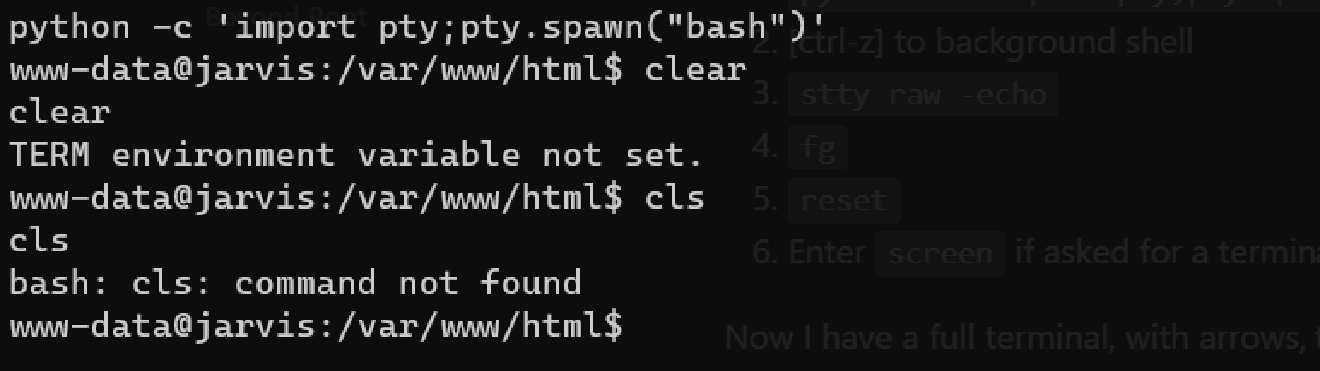 python -c 'import pty;pty.spawn("bash")'
www-data@jarvis:/var/www/html$ clear
clear
TERM environment variable not set.
www-data@jarvis:/var/www/html$ cls
cls
bash: cls: command not found
www-data@jarvis:/var/www/html$
2. [ctrl-z] to background shell
3. stty raw -echo
4. fg
5. reset
6. Enter screen if asked for a
Now I have a full terminal, with arrows,